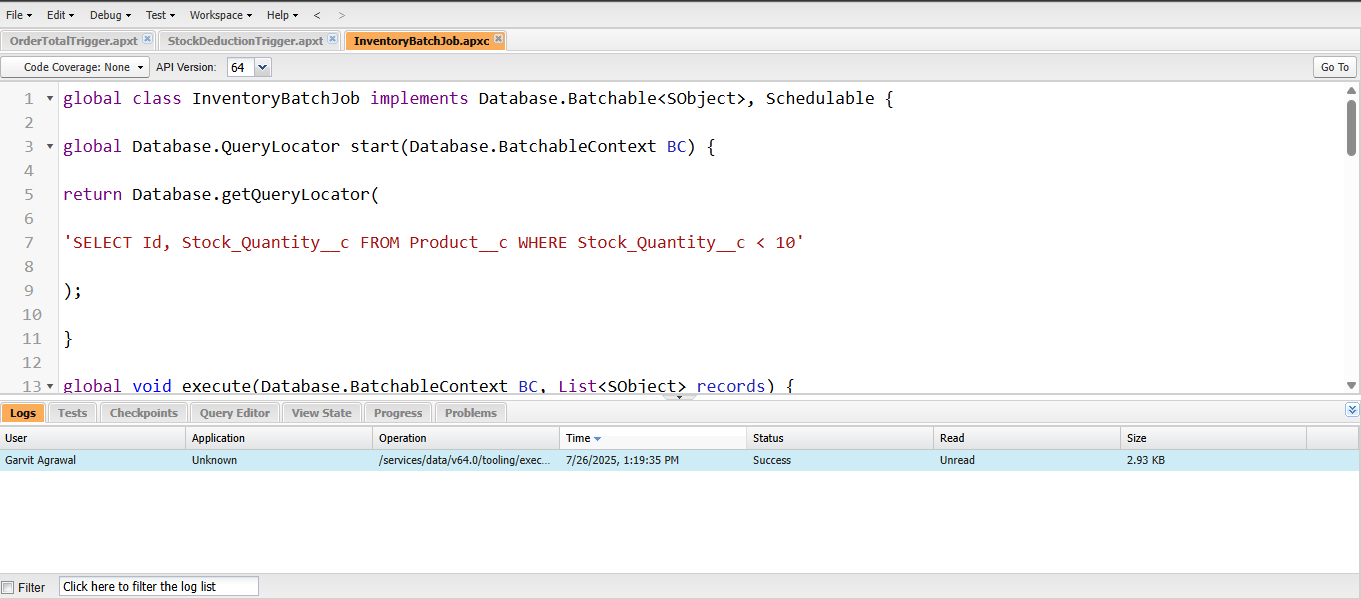 File Edit Debug Test Workspace Help < >
OrderTotalTrigger.apxt StockDeductionTrigger.apxt InventoryBatchJob.apxc
Code Coverage: None API Version: 64 Go To
1 global class InventoryBatchJob implements Database.Batchable<SObject>, Schedulable {
2
3 global Database.QueryLocator start(Database.BatchableContext BC) {
4
5 return Database.getQueryLocator(
6
7 'SELECT Id, Stock_Quantity__c FROM Product__c WHERE Stock_Quantity__c < 10'
8
9 );
10
11 }
12
13 global void execute(Database.BatchableContext BC, List<SObject> records) {
Logs Tests Checkpoints Query Editor View State Progress Problems
User Application Operation Time Status Read Size
Garvit Agrawal Unknown /services/data/v64.0/tooling/exec... 7/26/2025, 1:19:35 PM Success Unread 2.93 KB
Filter Click here to filter the log list